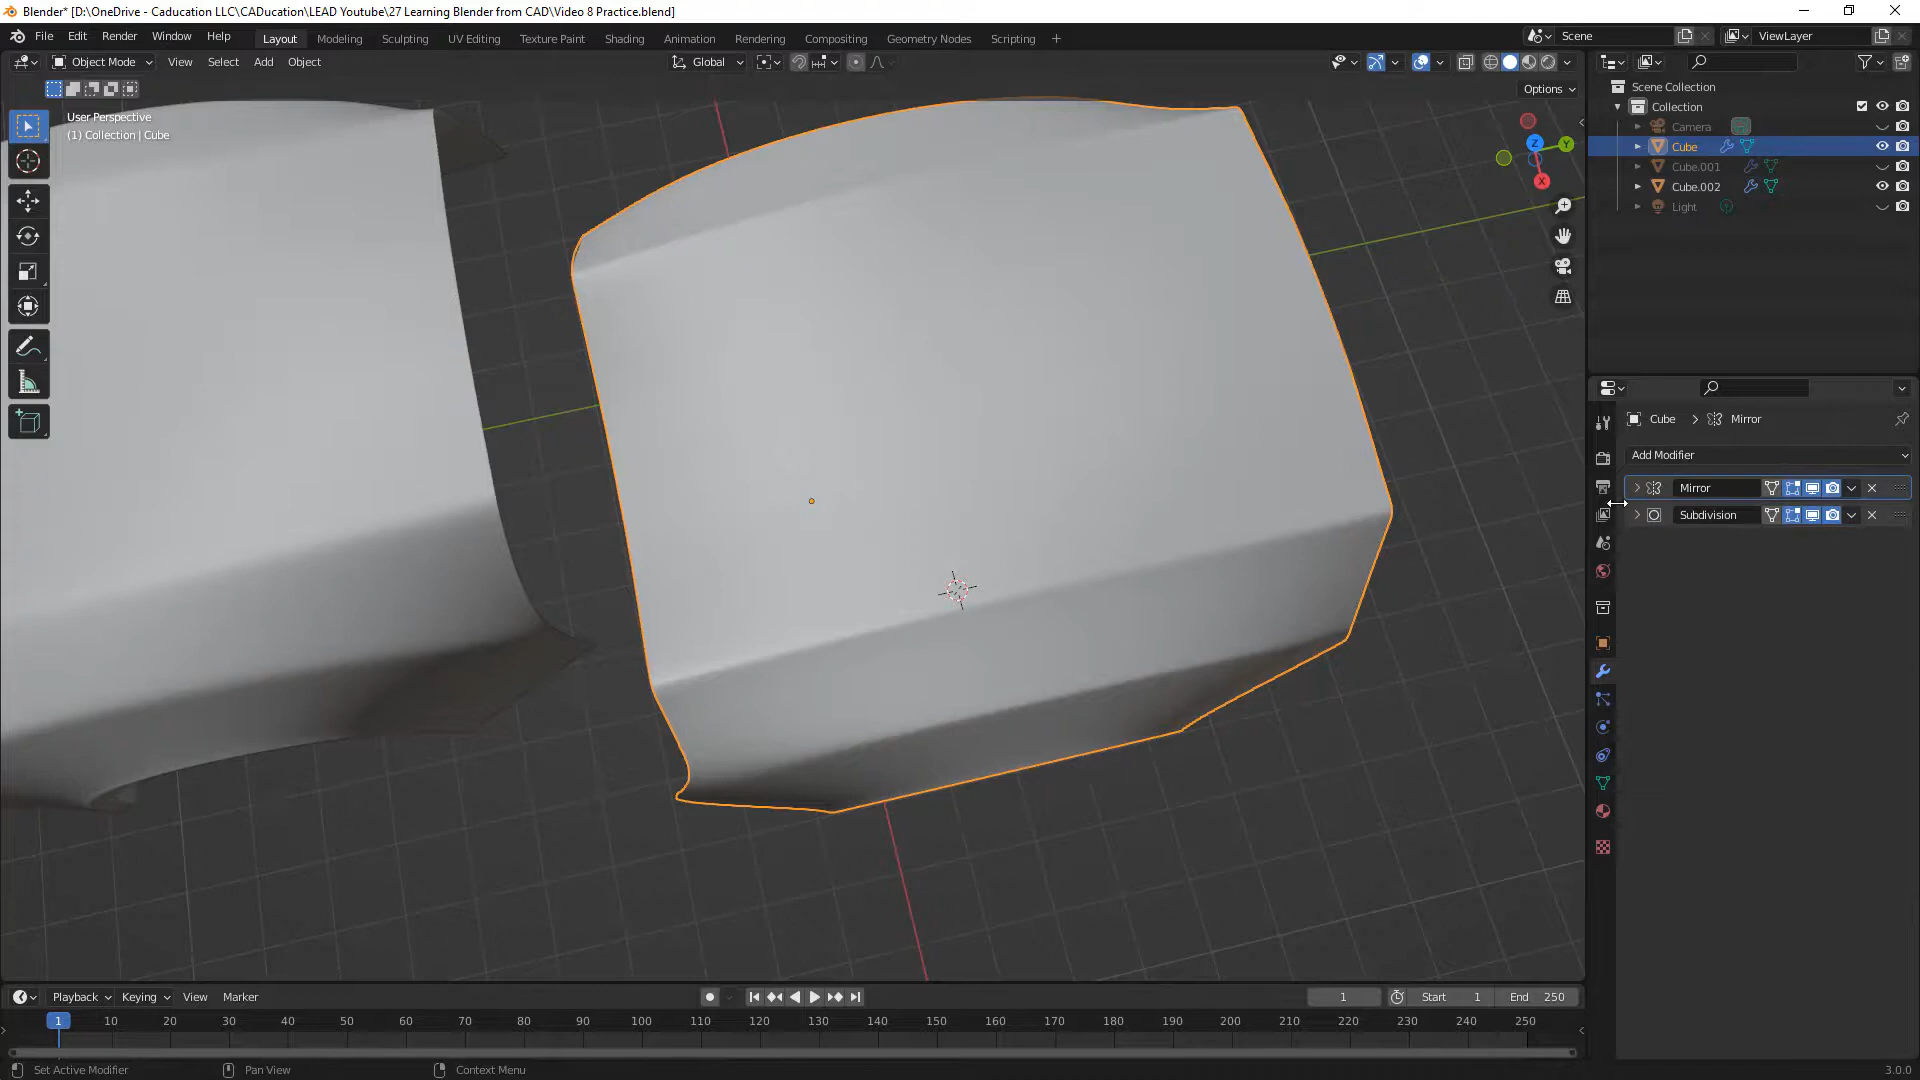 Blender* [D:\OneDrive - Caducation LLC\CADucation\LEAD Youtube\27 Learning Blender from CAD\Video 8 Practice.blend]
File Edit Render Window Help Layout Modeling Sculpting UV Editing Texture Paint Shading Animation Rendering Compositing Geometry Nodes Scripting + Scene ViewLayer
Object Mode View Select Add Object Global
Options
User Perspective
(1) Collection | Cube
Z
Y
X
Scene Collection
Collection
Camera
Cube
Cube.001
Cube.002
Light
Cube > Mirror
Add Modifier
Mirror
Subdivision
Playback Keying View Marker 1 Start 1 End 250
1 10 20 30 40 50 60 70 80 90 100 110 120 130 140 150 160 170 180 190 200 210 220 230 240 250
Set Active Modifier Pan View Context Menu 3.0.0